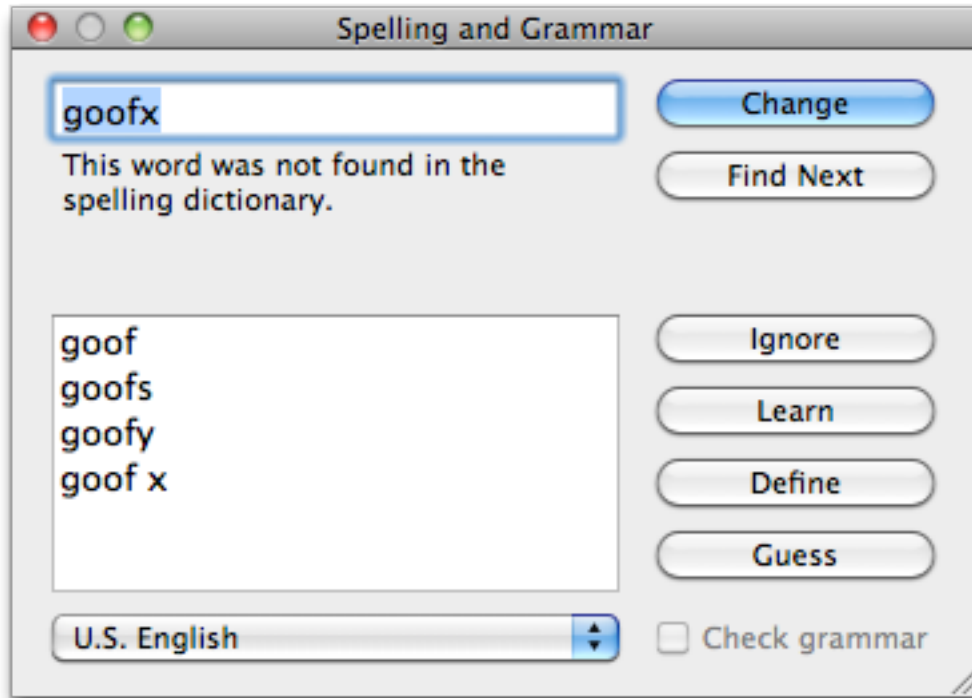 Spelling and Grammar
goofx
Change
This word was not found in the
spelling dictionary.
Find Next
goof
goofs
goofy
goof x
Ignore
Learn
Define
Guess
U.S. English
Check grammar